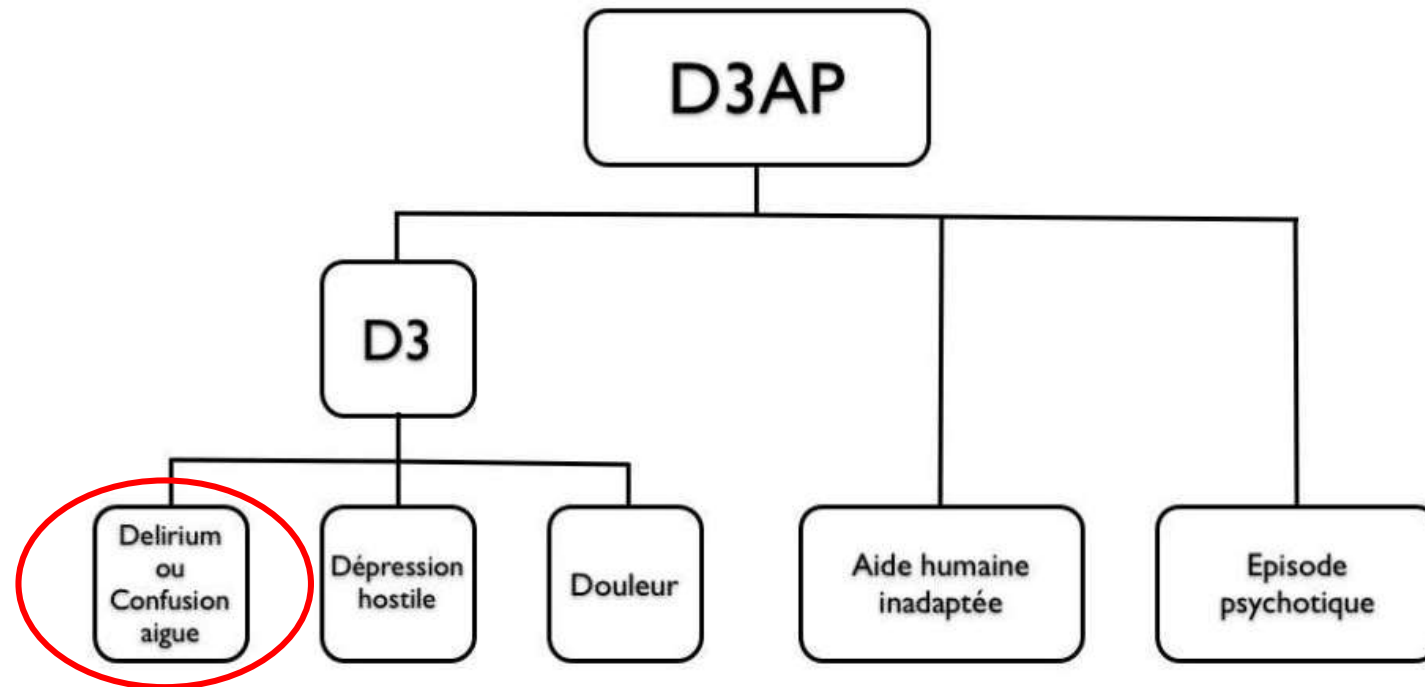 D3AP
D3
Delirium
ou
Confusion
aigue
Dépression
hostile
Douleur
Aide humaine
inadaptée
Episode
psychotique